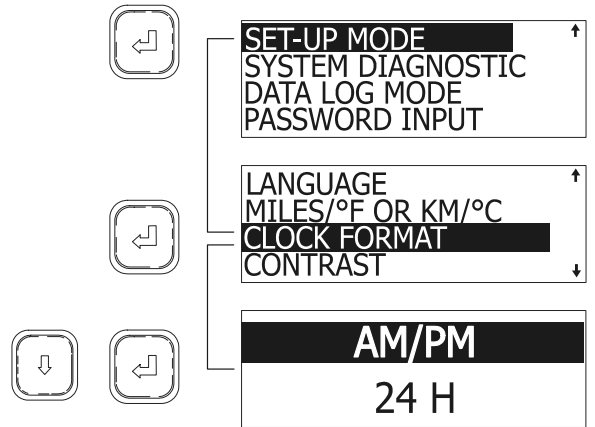 SET-UP MODE
SYSTEM DIAGNOSTIC
DATA LOG MODE
PASSWORD INPUT
LANGUAGE
MILES/°F OR KM/°C
CLOCK FORMAT
CONTRAST
AM/PM
24 H